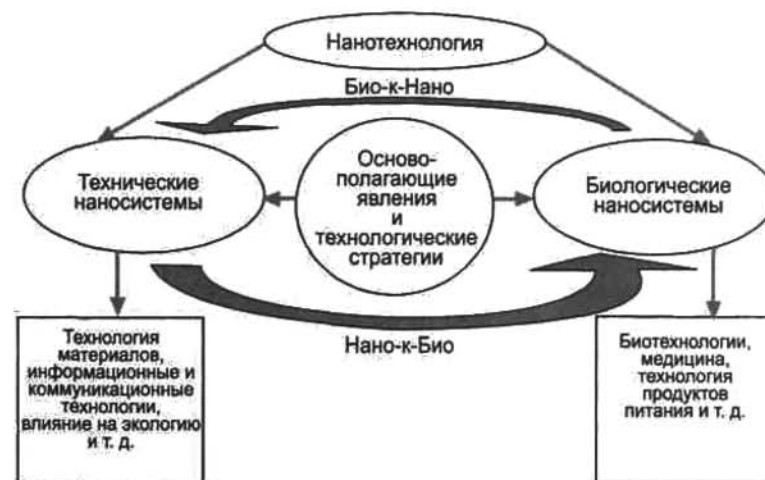 Нанотехнология
Био-к-Нано
Технические
наносистемы
Осново-
полагающие
явления
и
технологические
стратегии
Биологические
наносистемы
Нано-к-Био
Технология
материалов,
информационные и
коммуникационные
технологии,
влияние на экологию
и т. д.
Биотехнологии,
медицина,
технология
продуктов
питания и т. д.